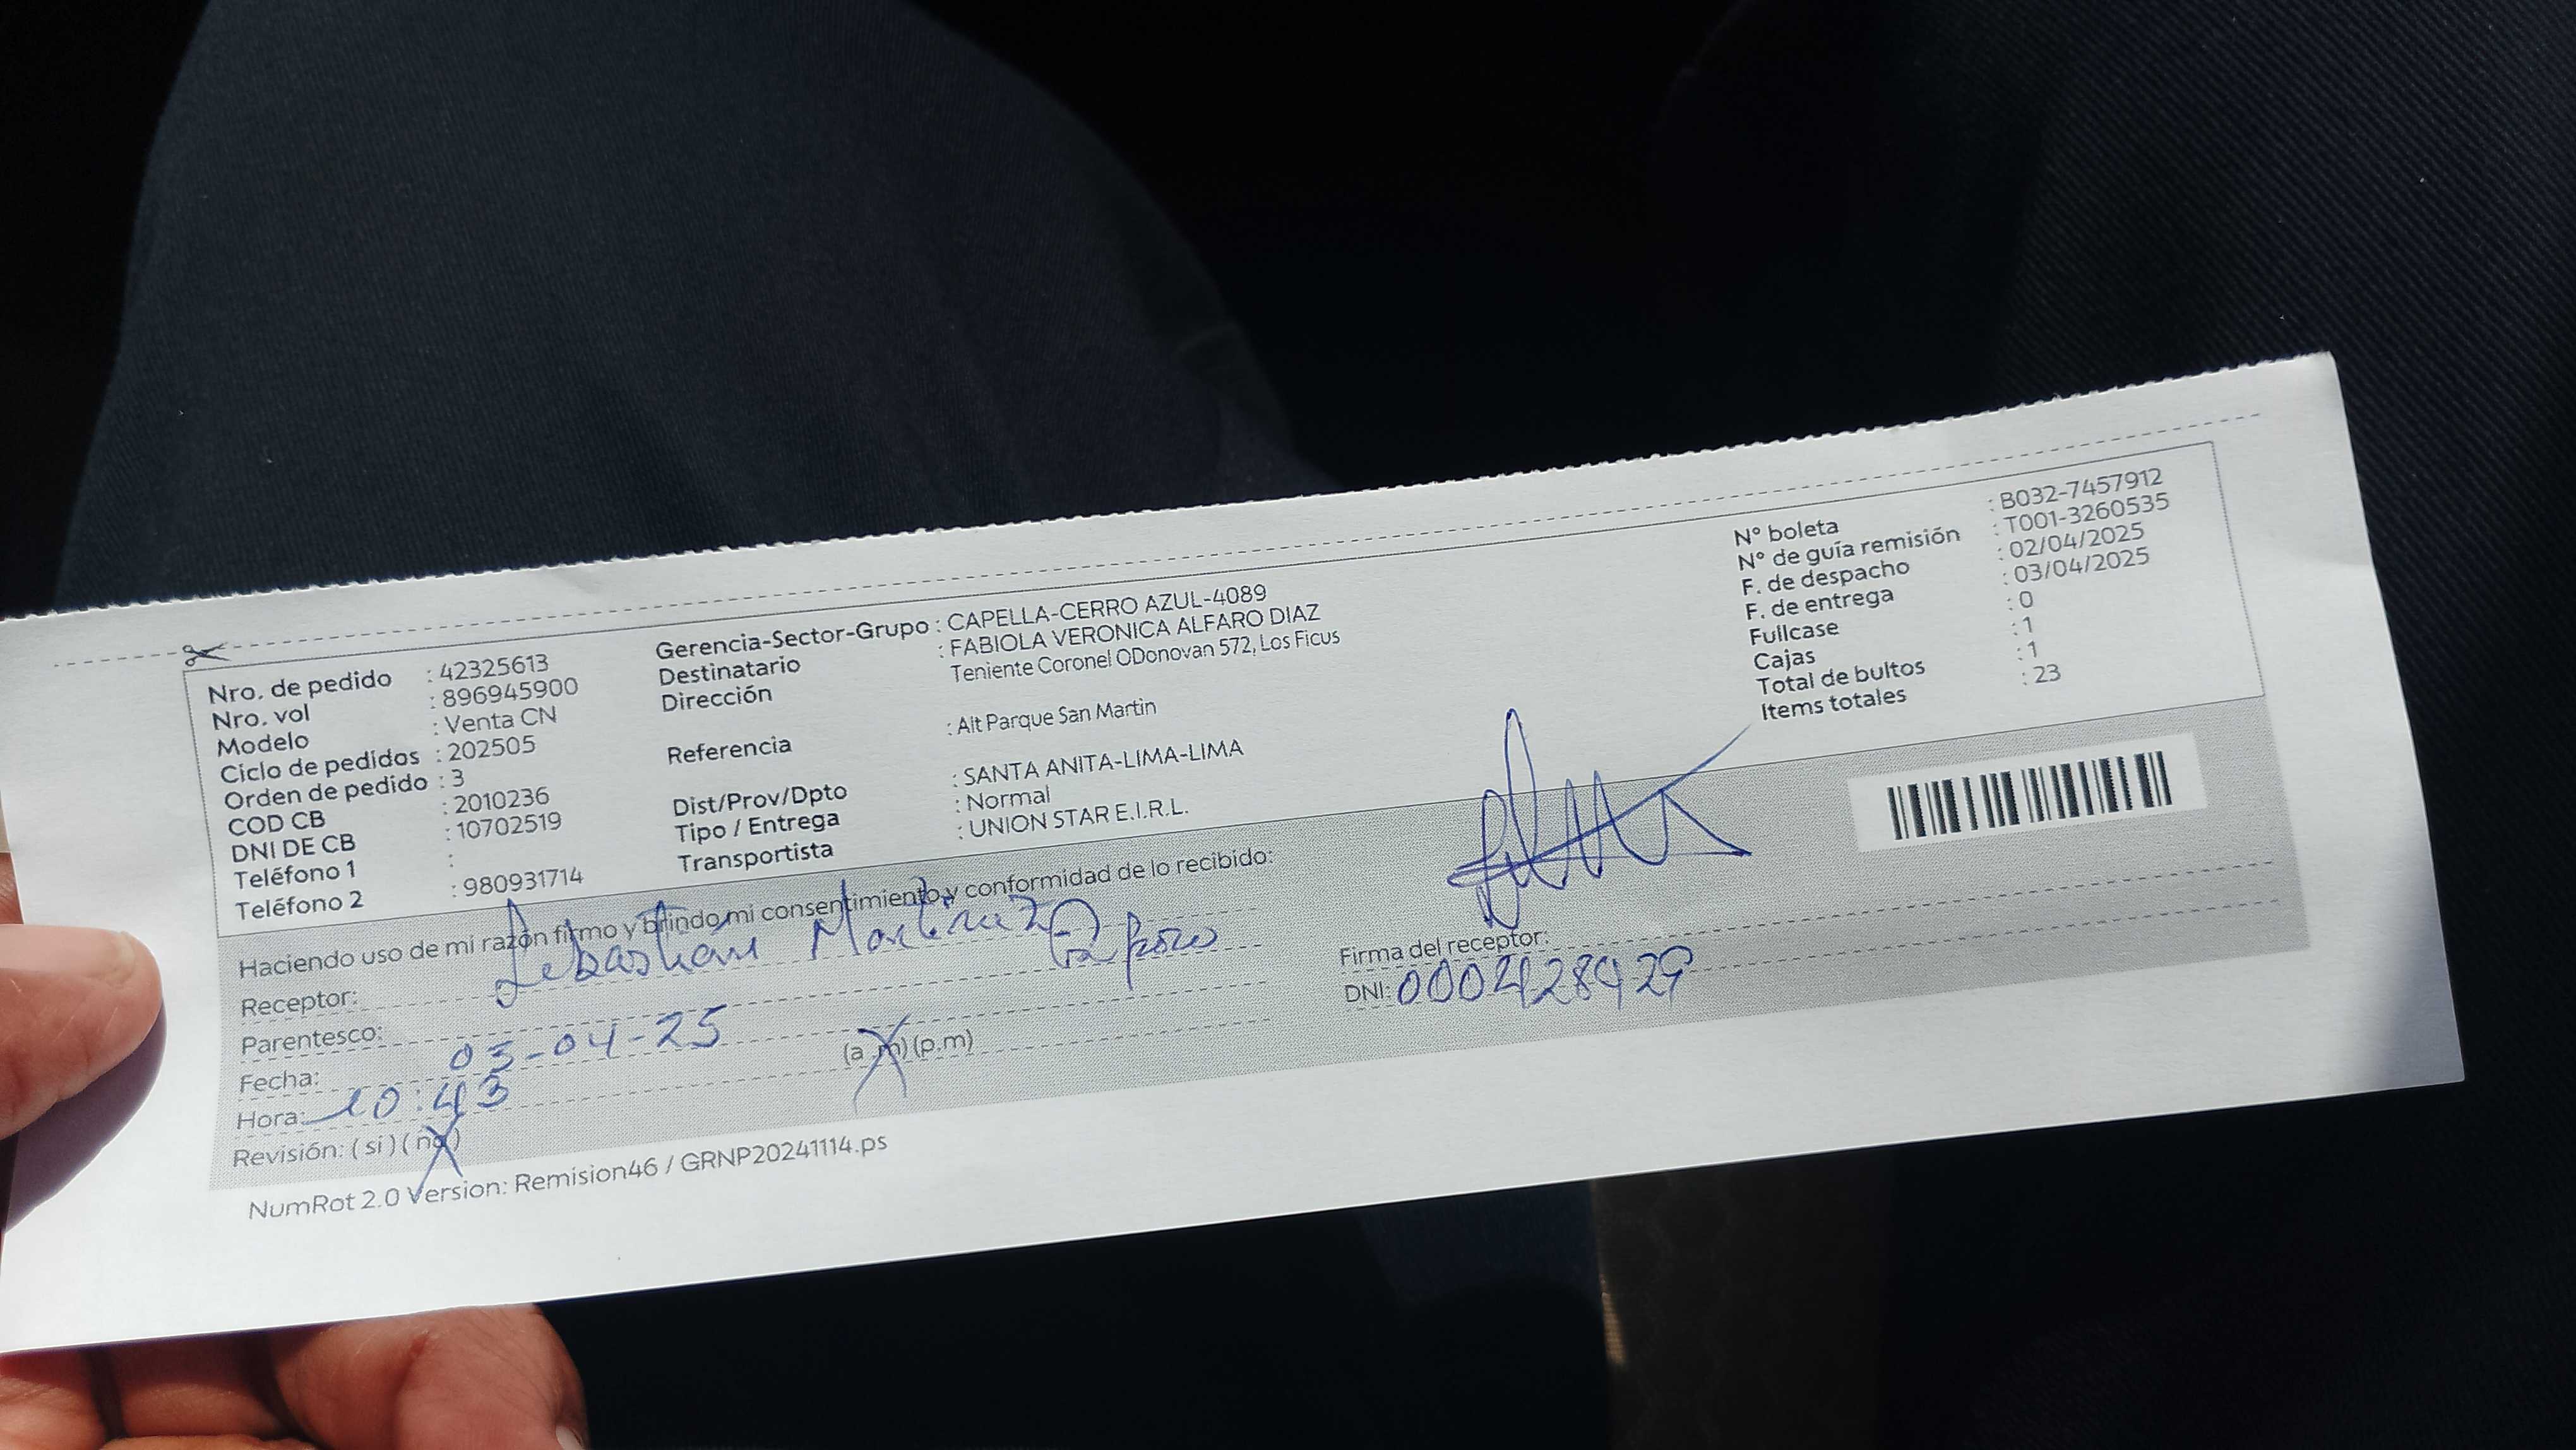 Nro. de pedido : 42325613
Nro. vol : 896945900
Modelo : Venta CN
Ciclo de pedidos : 202505
Orden de pedido : 3
COD CB : 2010236
DNI DE CB : 10702519
Teléfono 1 :
Teléfono 2 : 980931714
Gerencia-Sector-Grupo : CAPELLA-CERRO AZUL-4089
Destinatario : FABIOLA VERONICA ALFARO DIAZ
Dirección Teniente Coronel ODonovan 572, Los Ficus
Referencia : Alt Parque San Martin
Dist/Prov/Dpto : SANTA ANITA-LIMA-LIMA
Tipo / Entrega : Normal
Transportista : UNION STAR E.I.R.L.
N° boleta : B032-7457912
N° de guía remisión : T001-3260535
F. de despacho : 02/04/2025
F. de entrega : 03/04/2025
Fullcase : 0
Cajas : 1
Total de bultos : 1
Items totales : 23
Haciendo uso de mi razón firmo y brindo mi consentimiento y conformidad de lo recibido:
Receptor: Sebastian Martinez
Parentesco: Esposo
Fecha: 03-04-25
Hora: 10:43 (a.m) (p.m)
Revisión: ( si ) ( no )
Firma del receptor:
DNI: 000428429
NumRot 2.0 Version: Remision46 / GRNP20241114.ps